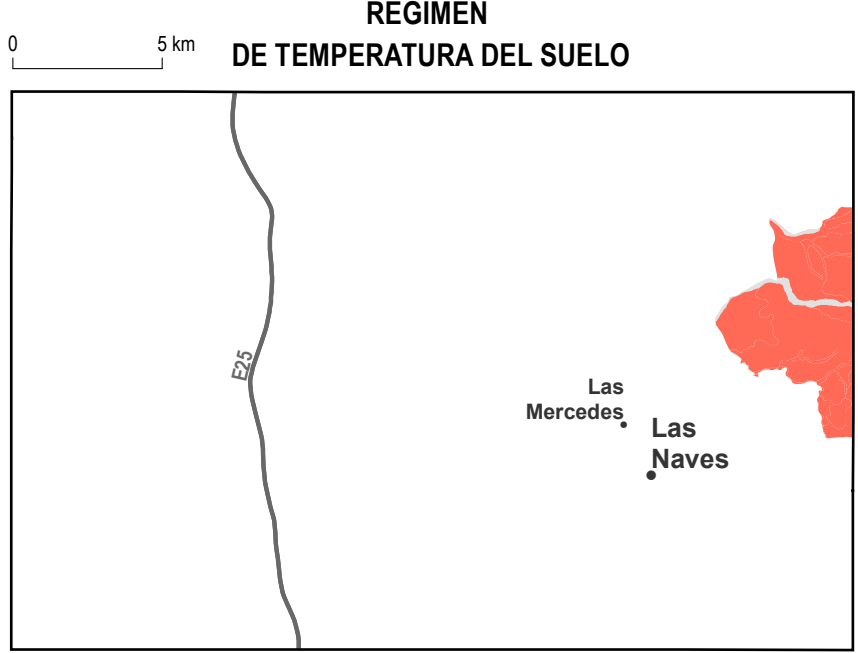 REGIMEN
DE TEMPERATURA DEL SUELO
0 5 km
E25
Las
Mercedes
Las
Naves